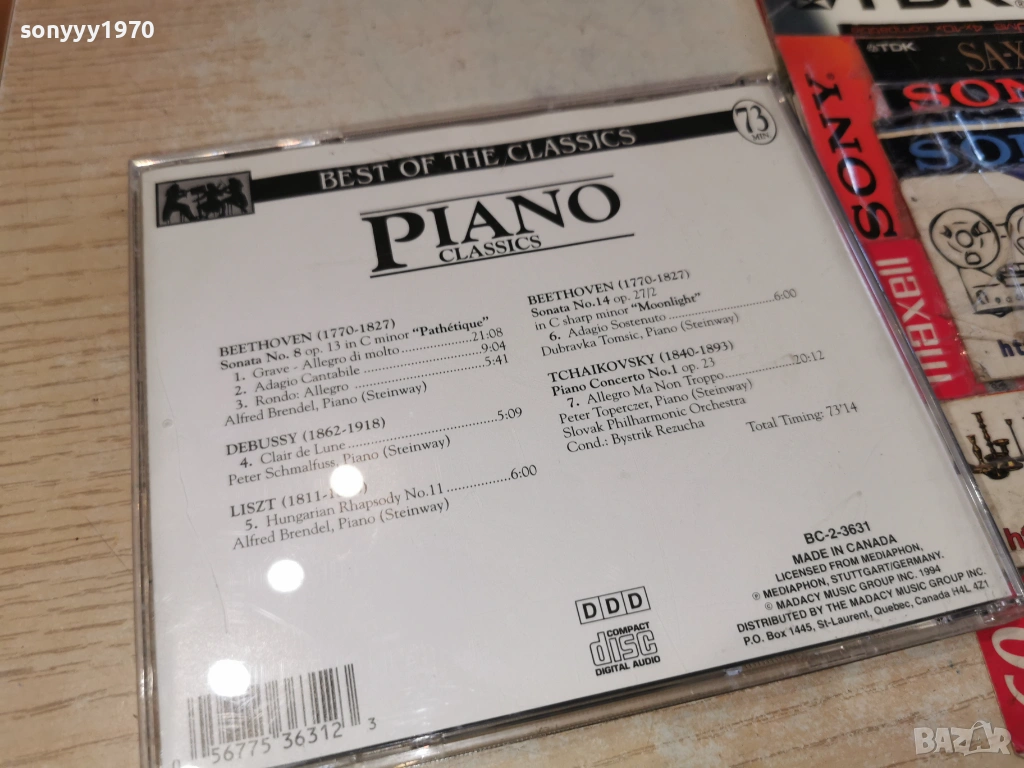 sonyyy1970
BEST OF THE CLASSICS
73
MIN.
PIANO
CLASSICS
BEETHOVEN (1770-1827)
Sonata No. 8 op. 13 in C minor "Pathétique"
1. Grave - Allegro di molto 21:08
2. Adagio Cantabile 9:04
3. Rondo: Allegro 5:41
Alfred Brendel, Piano (Steinway)
DEBUSSY (1862-1918)
4. Clair de Lune 5:09
Peter Schmalfuss, Piano (Steinway)
LISZT (1811-1
5. Hungarian Rhapsody No.11 6:00
Alfred Brendel, Piano (Steinway)
BEETHOVEN (1770-1827)
Sonata No.14 op. 27/2
in C sharp minor "Moonlight"
6. Adagio Sostenuto 6:00
Dubravka Tomsic, Piano (Steinway)
TCHAIKOVSKY (1840-1893)
Piano Concerto No.1 op. 23
7. Allegro Ma Non Troppo 20:12
Peter Toperczer, Piano (Steinway)
Slovak Philharmonic Orchestra
Cond.: Bystrik Rezucha
Total Timing: 73'14
BC-2-3631
MADE IN CANADA
LICENSED FROM MEDIAPHON,
℗ MEDIAPHON, STUTTGART/GERMANY.
© MADACY MUSIC GROUP INC. 1994
DISTRIBUTED BY THE MADACY MUSIC GROUP INC.
P.O. Box 1445, St-Laurent, Quebec, Canada H4L 4Z1
DDD
COMPACT
disc
DIGITAL AUDIO
0 56775 36312 3
TDK
TDK
SA-X
SONY
maxell
BAZAR